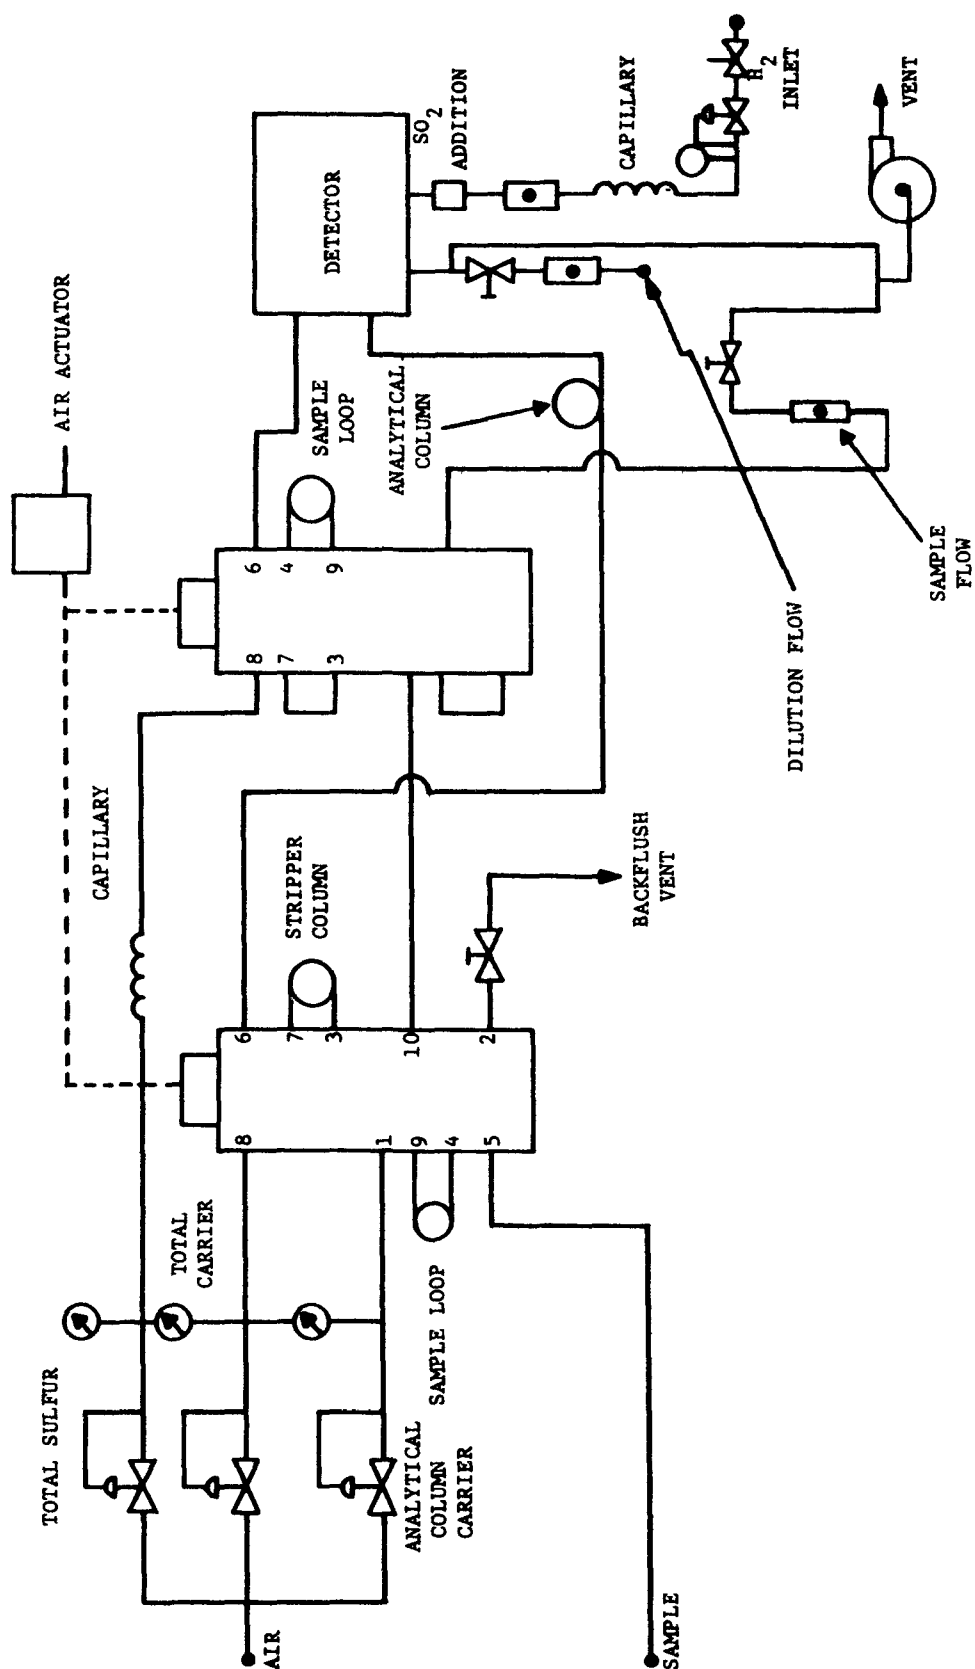 AIR ACTUATOR
DETECTOR
SO2
ADDITION
CAPILLARY
H2
INLET
VENT
SAMPLE
LOOP
ANALYTICAL
COLUMN
6
4
9
8
7
3
CAPILLARY
STRIPPER
COLUMN
BACKFLUSH
VENT
DILUTION FLOW
SAMPLE
FLOW
6
7
3
10
2
8
1
9
4
5
TOTAL
CARRIER
SAMPLE LOOP
TOTAL SULFUR
ANALYTICAL
COLUMN
CARRIER
AIR
SAMPLE